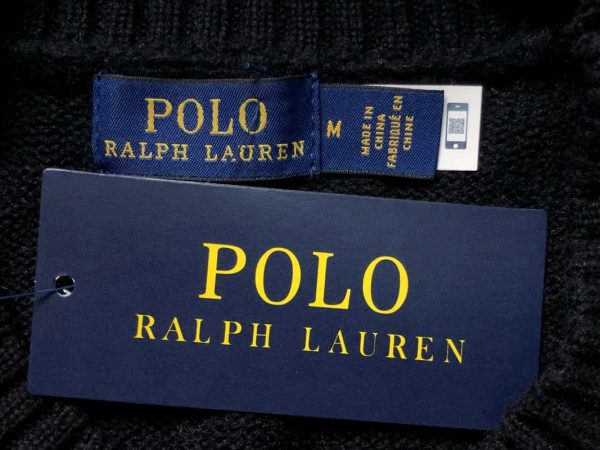 POLO
RALPH LAUREN
M
MADE IN
CHINA
FABRIQUÉ EN
CHINE
POLO
RALPH LAUREN